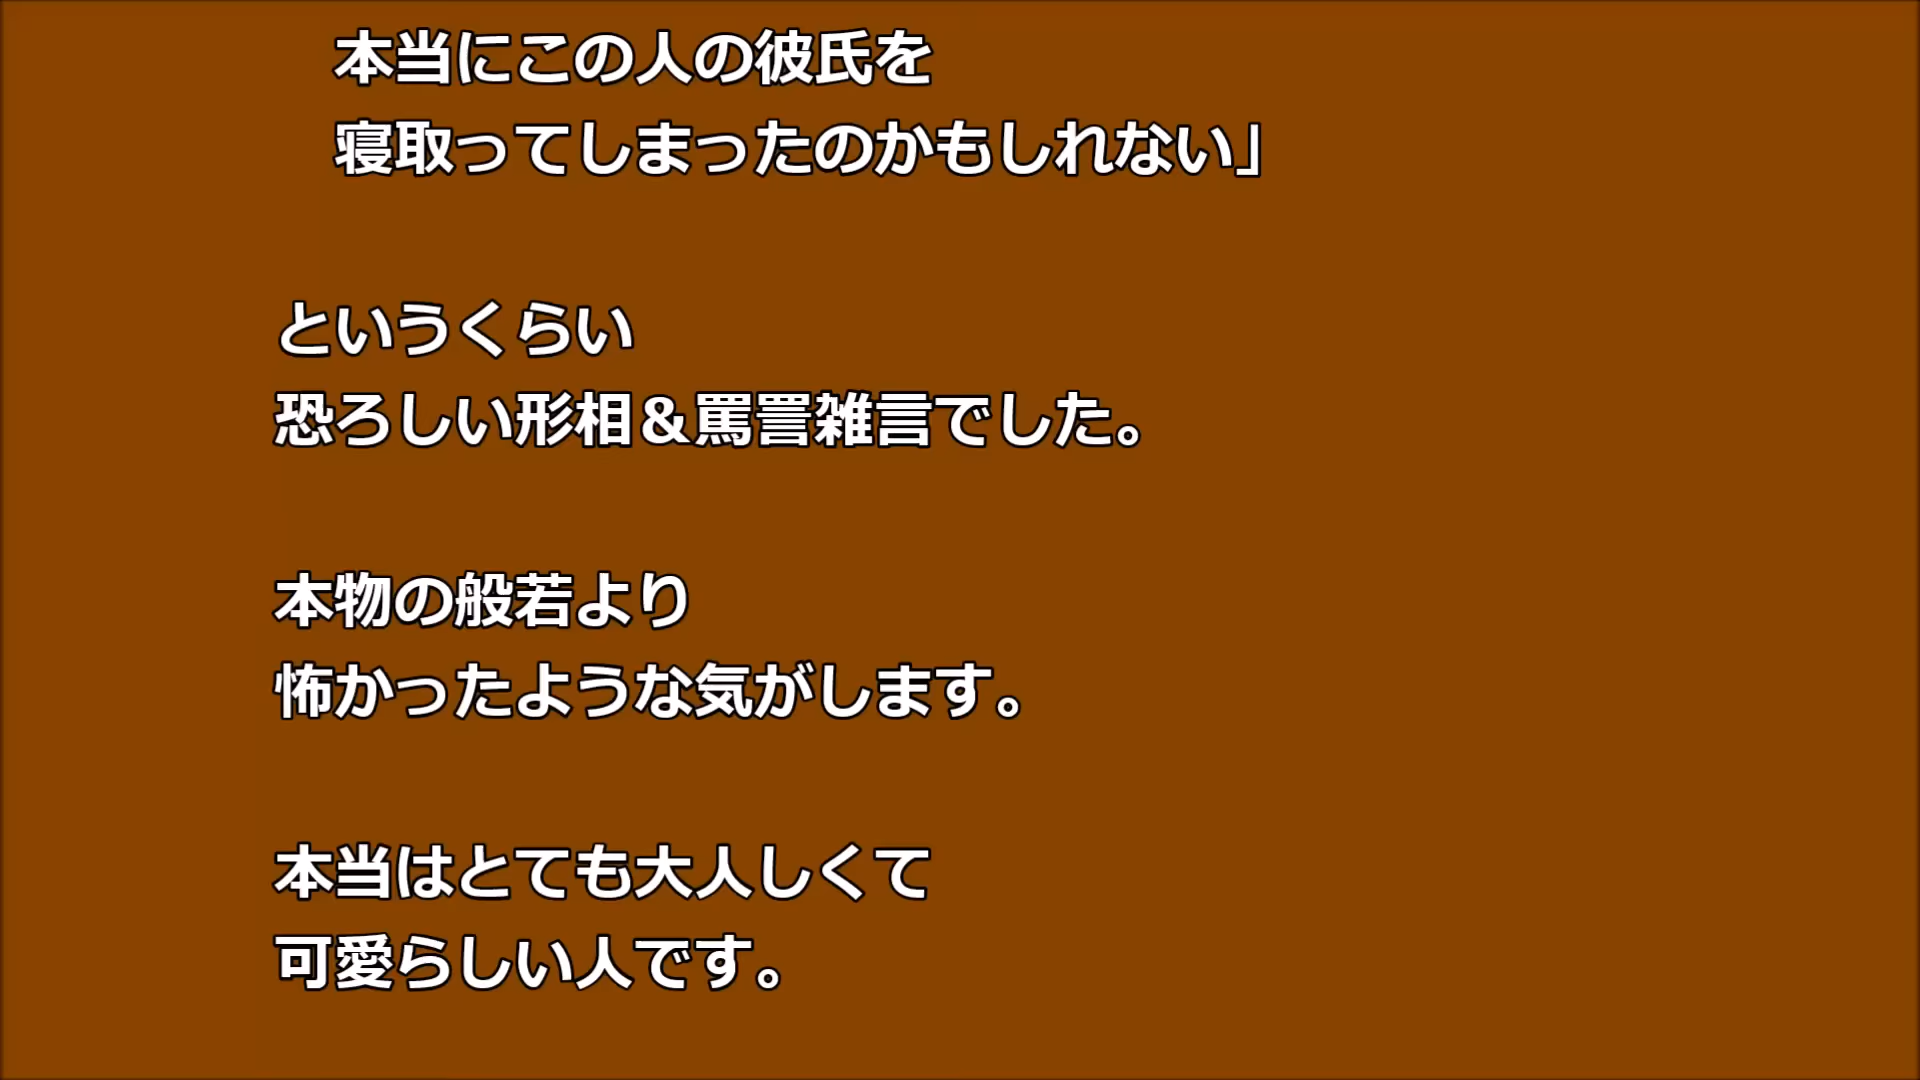 本当にこの人の彼氏を
寝取ってしまったのかもしれない」
というくらい
恐ろしい形相＆罵詈雑言でした。
本物の般若より
怖かったような気がします。
本当はとても大人しくて
可愛らしい人です。